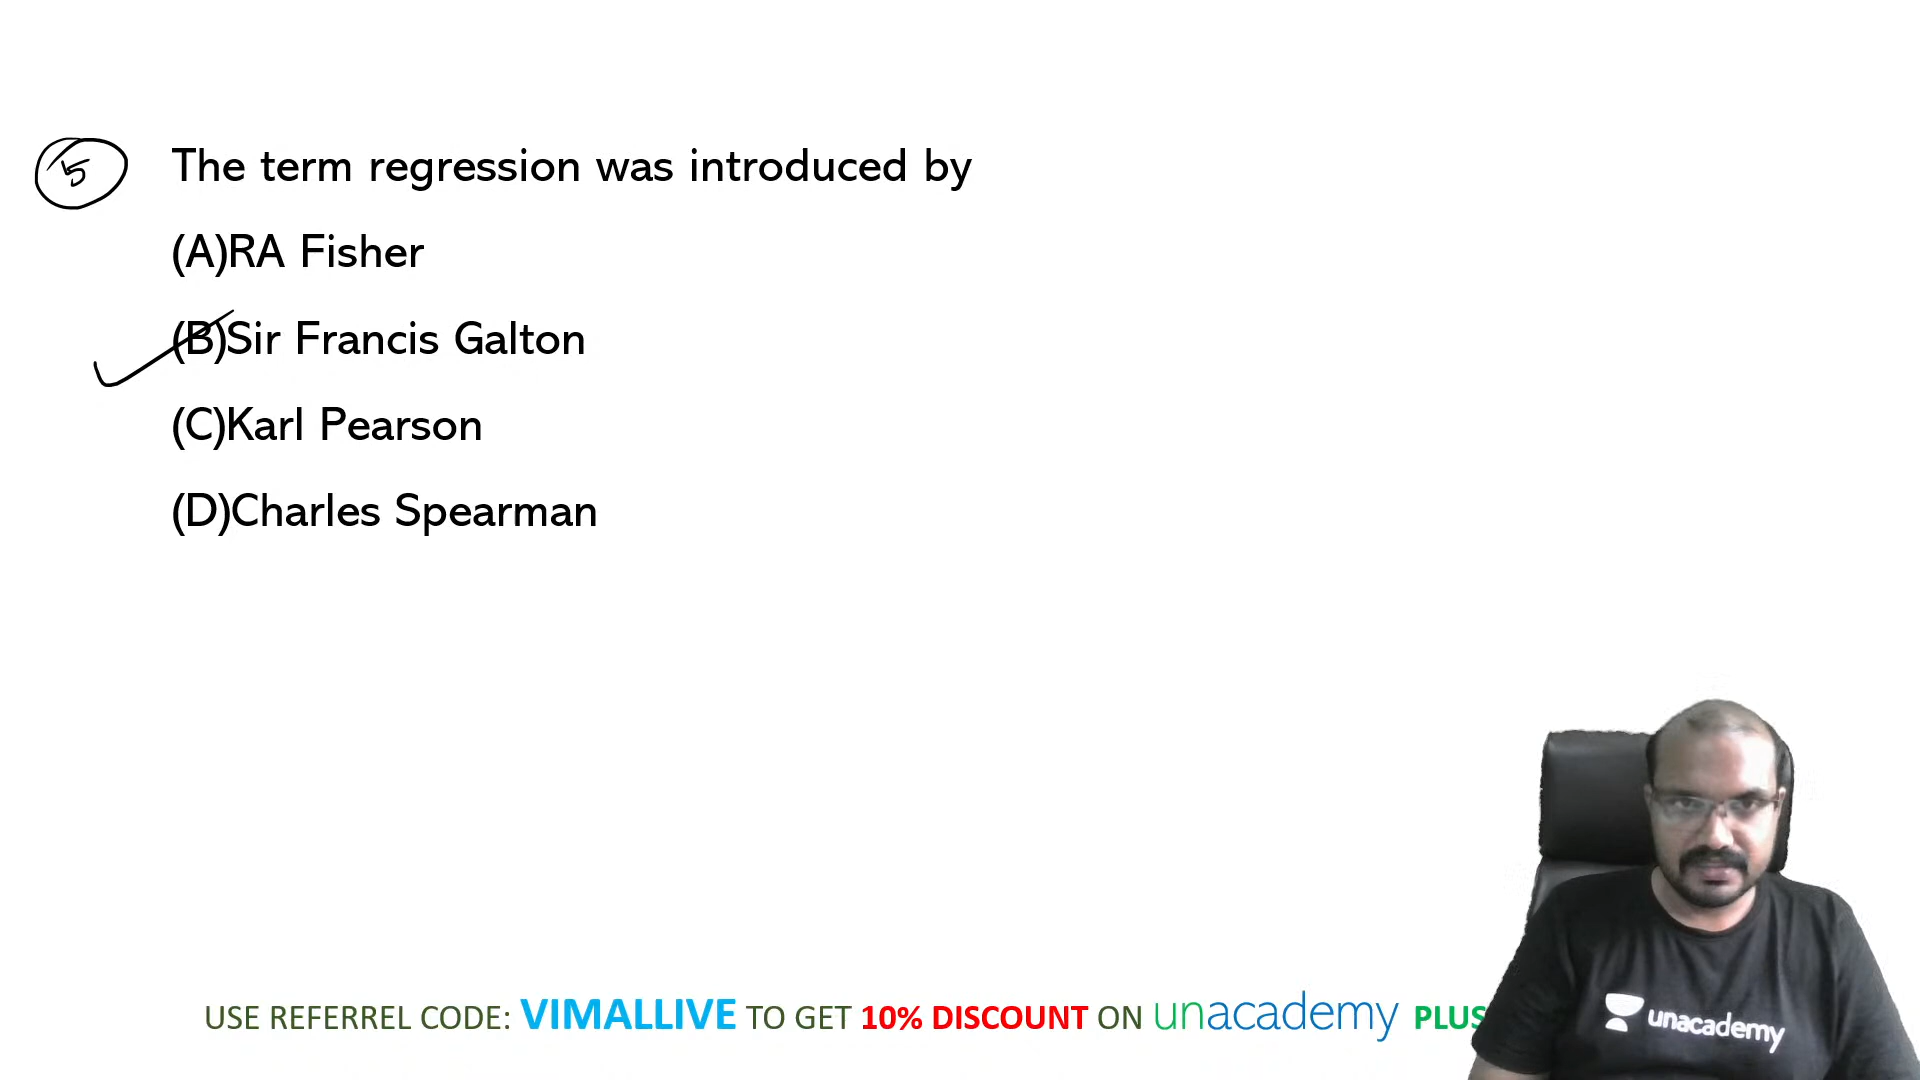 5 The term regression was introduced by
(A)RA Fisher
(B)Sir Francis Galton
(C)Karl Pearson
(D)Charles Spearman
USE REFERREL CODE: VIMALLIVE TO GET 10% DISCOUNT ON unacademy PLUS
unacademy